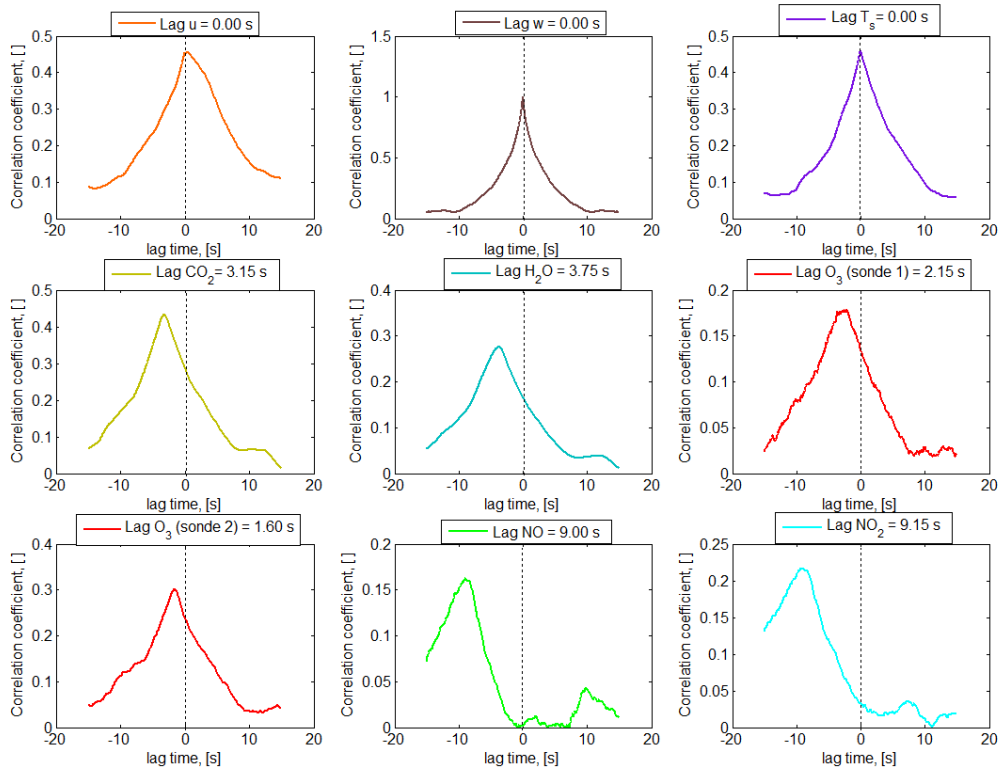 Lag u = 0.00 s
Correlation coefficient, [ ]
0.5
0.4
0.3
0.2
0.1
0
-20 -10 0 10 20
lag time, [s]
Lag w = 0.00 s
Correlation coefficient, [ ]
1.5
1
0.5
0
-20 -10 0 10 20
lag time, [s]
Lag Ts = 0.00 s
Correlation coefficient, [ ]
0.5
0.4
0.3
0.2
0.1
0
-20 -10 0 10 20
lag time, [s]
Lag CO2= 3.15 s
Correlation coefficient, [ ]
0.5
0.4
0.3
0.2
0.1
0
-20 -10 0 10 20
lag time, [s]
Lag H2O = 3.75 s
Correlation coefficient, [ ]
0.4
0.3
0.2
0.1
0
-20 -10 0 10 20
lag time, [s]
Lag O3 (sonde 1) = 2.15 s
Correlation coefficient, [ ]
0.2
0.15
0.1
0.05
0
-20 -10 0 10 20
lag time, [s]
Lag O3 (sonde 2) = 1.60 s
Correlation coefficient, [ ]
0.4
0.3
0.2
0.1
0
-20 -10 0 10 20
lag time, [s]
Lag NO = 9.00 s
Correlation coefficient, [ ]
0.2
0.15
0.1
0.05
0
-20 -10 0 10 20
lag time, [s]
Lag NO2 = 9.15 s
Correlation coefficient, [ ]
0.25
0.2
0.15
0.1
0.05
0
-20 -10 0 10 20
lag time, [s]